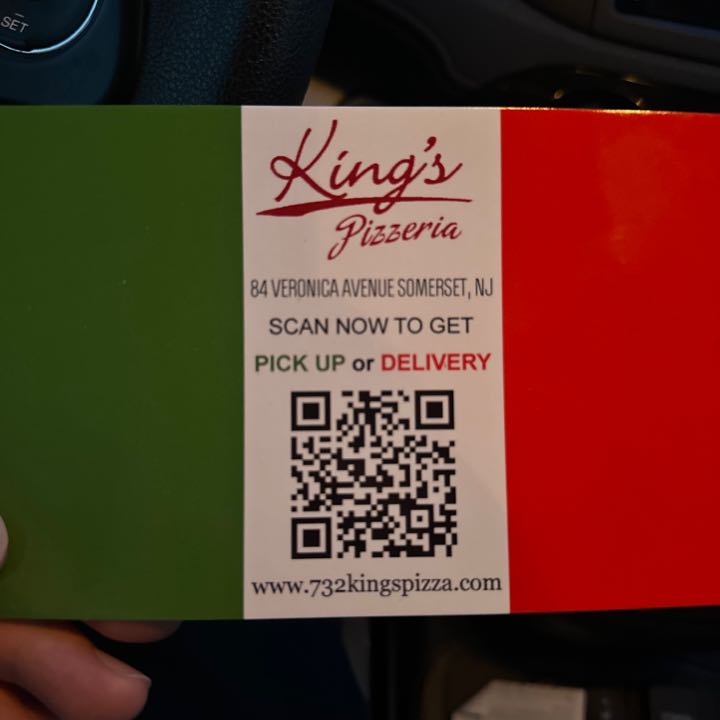 SET
King's
Pizzeria
84 VERONICA AVENUE SOMERSET, NJ
SCAN NOW TO GET
PICK UP or DELIVERY
www.732kingspizza.com